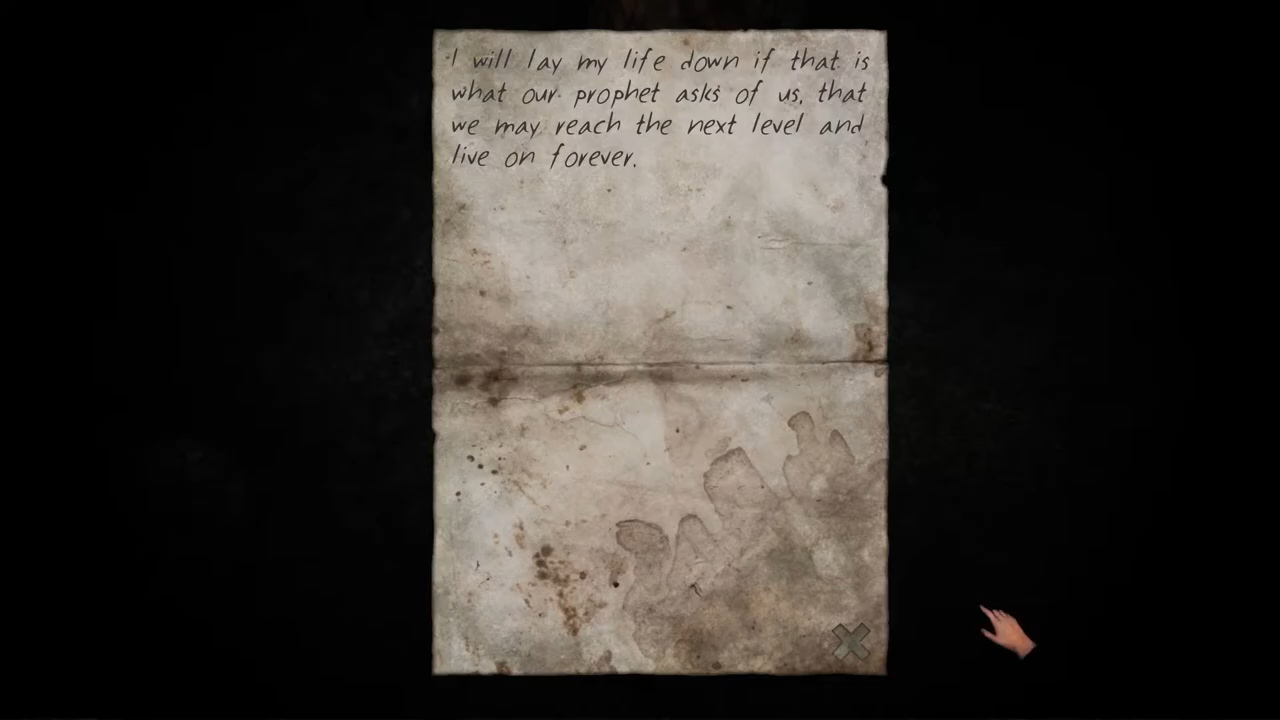 I will lay my life down if that is
what our prophet asks of us, that
we may reach the next level and
live on forever.